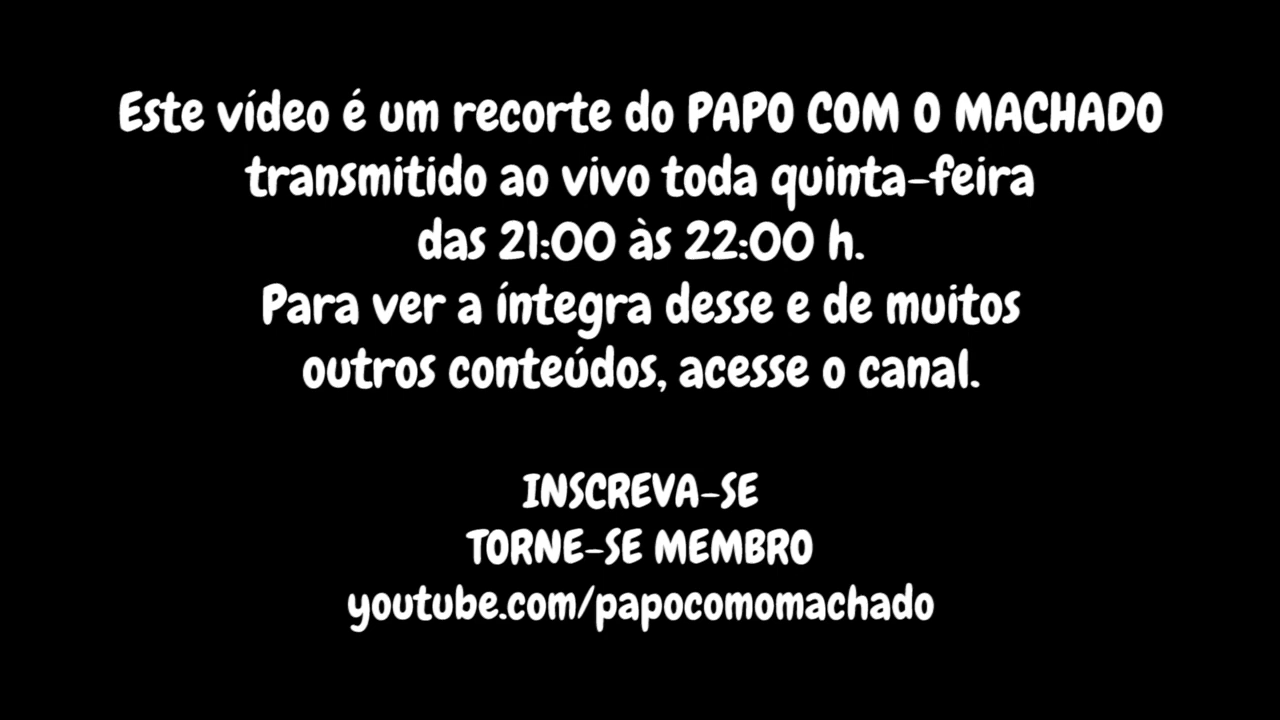 Este vídeo é um recorte do PAPO COM O MACHADO
transmitido ao vivo toda quinta-feira
das 21:00 às 22:00 h.
Para ver a íntegra desse e de muitos
outros conteúdos, acesse o canal.
INSCREVA-SE
TORNE-SE MEMBRO
youtube.com/papocomomachado